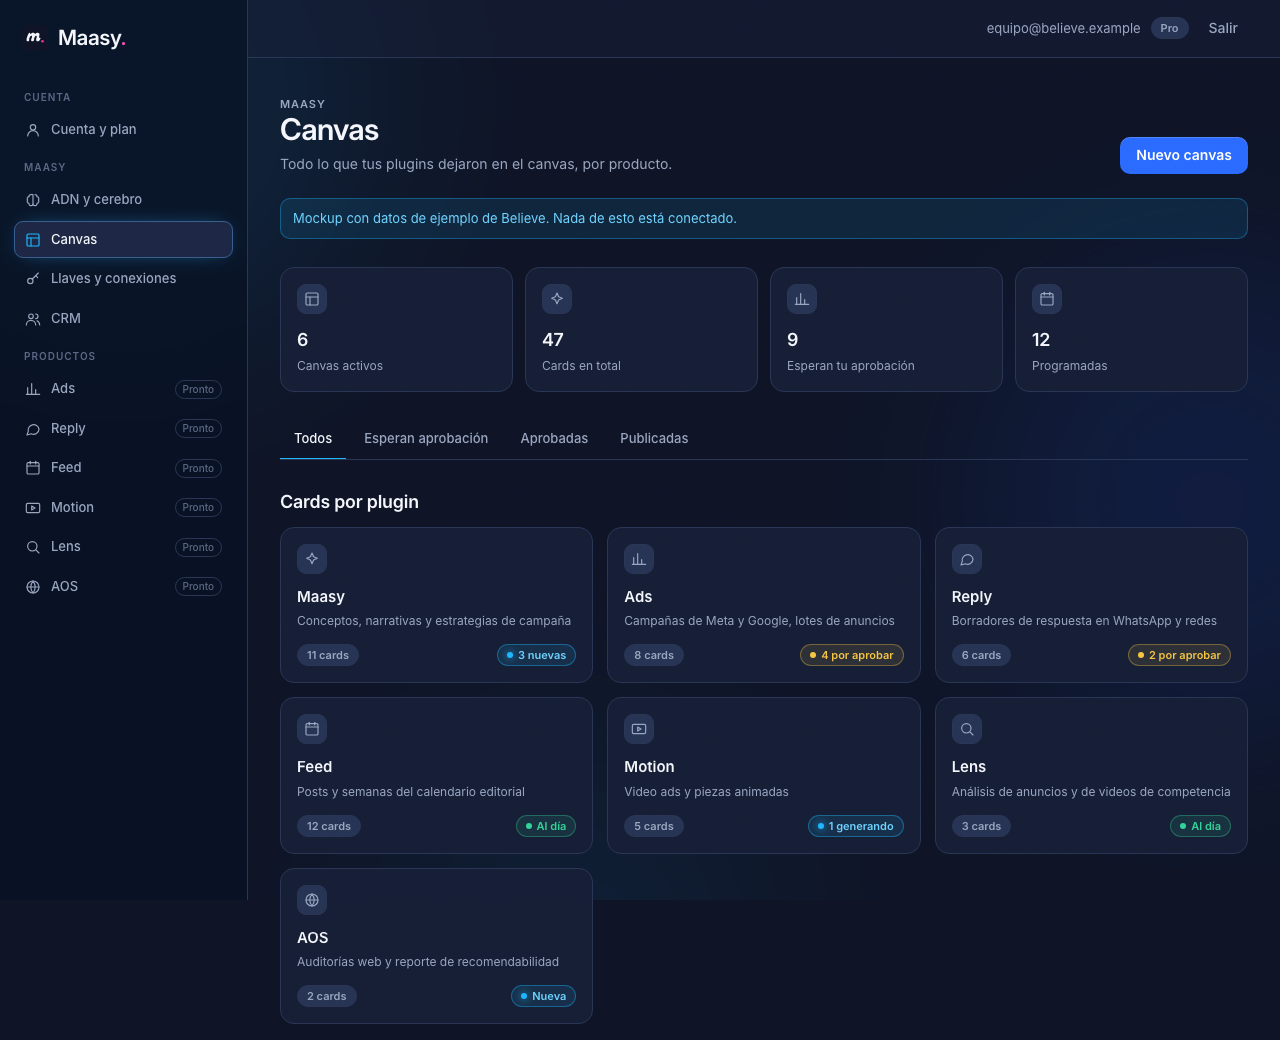 m. Maasy.
CUENTA
Cuenta y plan
MAASY
ADN y cerebro
Canvas
Llaves y conexiones
CRM
PRODUCTOS
Ads Pronto
Reply Pronto
Feed Pronto
Motion Pronto
Lens Pronto
AOS Pronto
equipo@believe.example Pro Salir
MAASY
Canvas
Todo lo que tus plugins dejaron en el canvas, por producto.
Nuevo canvas
Mockup con datos de ejemplo de Believe. Nada de esto está conectado.
6
Canvas activos
47
Cards en total
9
Esperan tu aprobación
12
Programadas
Todos Esperan aprobación Aprobadas Publicadas
Cards por plugin
Maasy
Conceptos, narrativas y estrategias de campaña
11 cards 3 nuevas
Ads
Campañas de Meta y Google, lotes de anuncios
8 cards 4 por aprobar
Reply
Borradores de respuesta en WhatsApp y redes
6 cards 2 por aprobar
Feed
Posts y semanas del calendario editorial
12 cards Al día
Motion
Video ads y piezas animadas
5 cards 1 generando
Lens
Análisis de anuncios y de videos de competencia
3 cards Al día
AOS
Auditorías web y reporte de recomendabilidad
2 cards Nueva